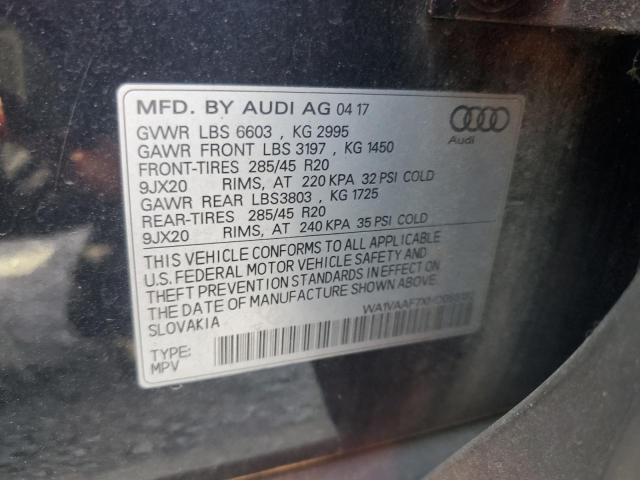 MFD. BY AUDI AG 04 17
GVWR LBS 6603 , KG 2995
GAWR FRONT LBS 3197 , KG 1450
FRONT-TIRES 285/45 R20
9JX20 RIMS, AT 220 KPA 32 PSI COLD
GAWR REAR LBS3803 , KG 1725
REAR-TIRES 285/45 R20
9JX20 RIMS, AT 240 KPA 35 PSI COLD
THIS VEHICLE CONFORMS TO ALL APPLICABLE
U.S. FEDERAL MOTOR VEHICLE SAFETY AND
THEFT PREVENTION STANDARDS IN EFFECT ON
THE DATE OF MANUFACTURE SHOWN ABOVE.
SLOVAKIA
TYPE:
MPV
Audi